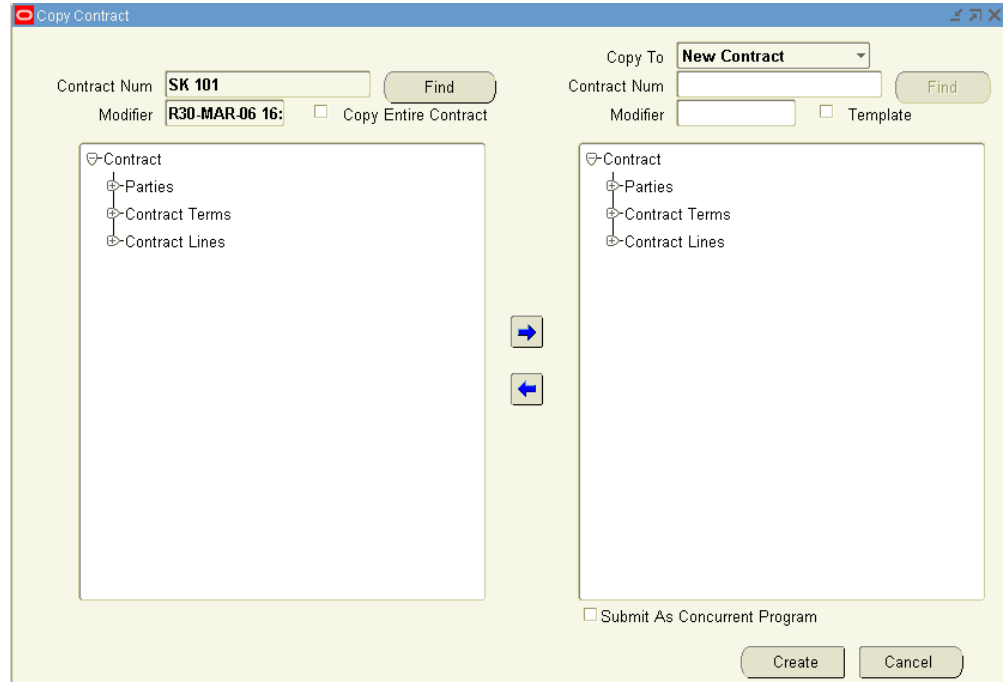 Copy Contract
Copy To New Contract
Contract Num SK 101 Find Contract Num Find
Modifier R30-MAR-06 16: Copy Entire Contract Modifier Template
Contract
Parties
Contract Terms
Contract Lines
Contract
Parties
Contract Terms
Contract Lines
Submit As Concurrent Program
Create Cancel